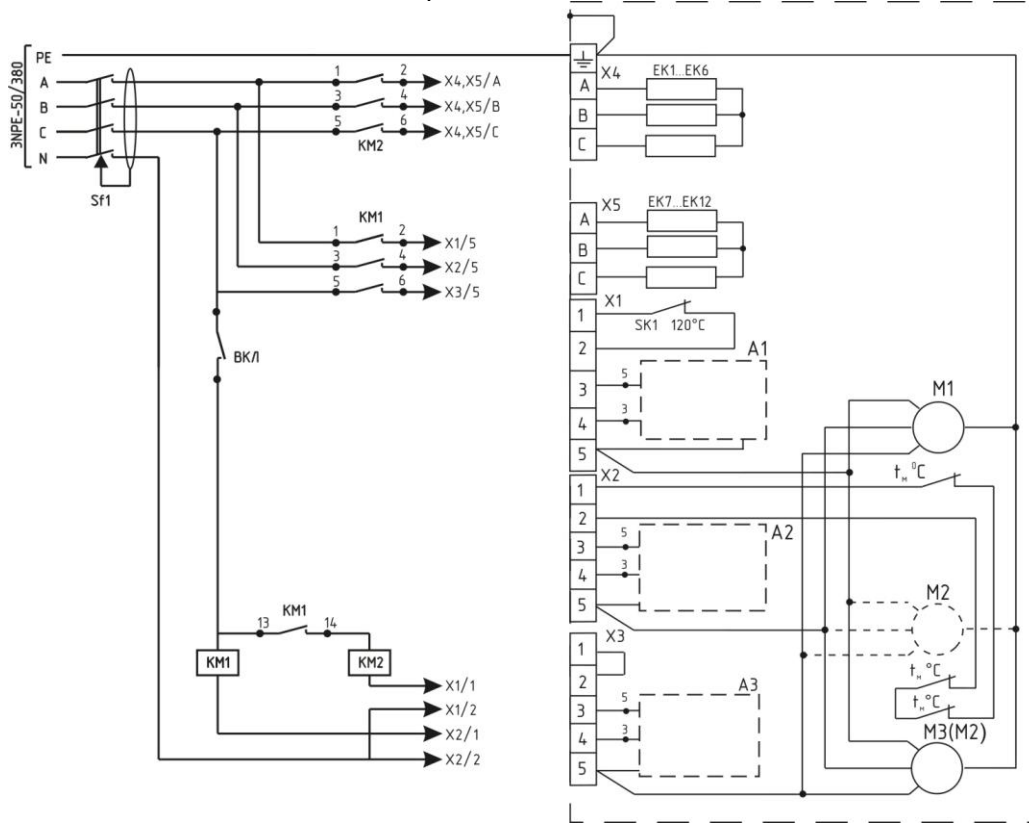 3NPE-50/380
PE
A
B
C
N
Sf1
1 2 X4,X5/A
3 4 X4,X5/B
5 6 X4,X5/C
KM2
KM1
1 2 X1/5
3 4 X2/5
5 6 X3/5
ВКЛ
KM1
13 14
KM1
KM2
X1/1
X1/2
X2/1
X2/2
X4
EK1...EK6
A
B
C
X5
EK7...EK12
A
B
C
X1
1
SK1 120°C
2
A1
3 5
4 3
5
M1
X2
t_м °C
1
2
A2
3 5
4 3
5
M2
X3
1
2
t_м °C
t_м °C
A3
3 5
4 3
5
M3(M2)